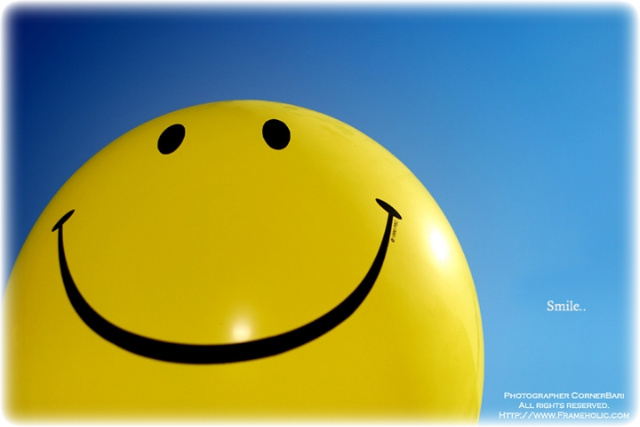 Smile..
Photographer CornerBari
All rights reserved.
Http://www.Frameholic.com